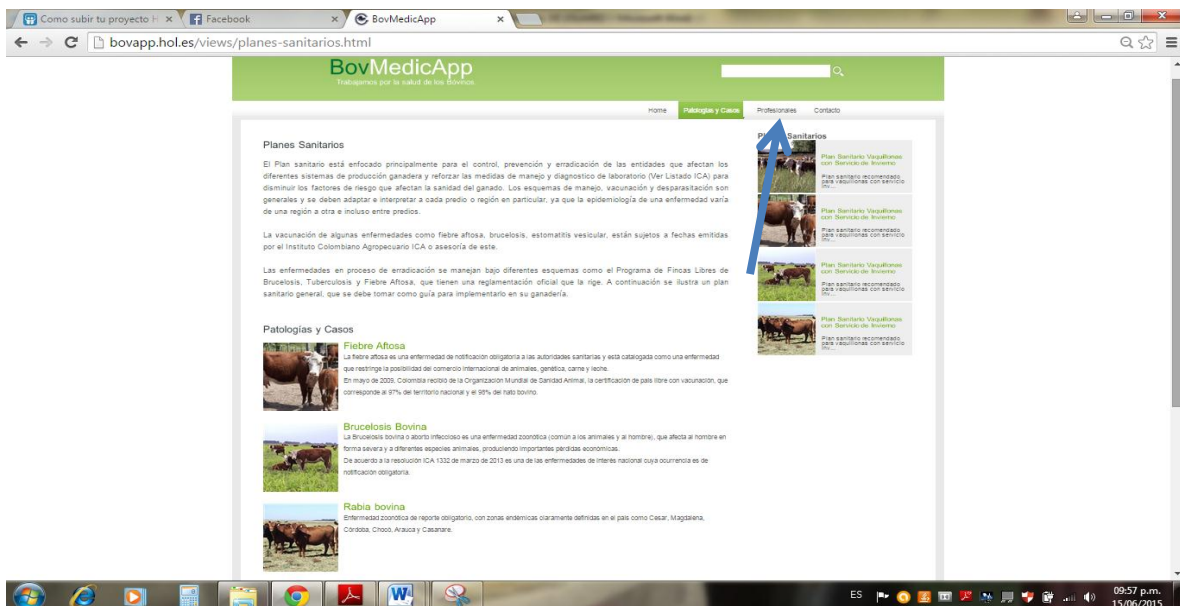 Como subir tu proyecto H
Facebook
BovMedicApp
bovapp.hol.es/views/planes-sanitarios.html
BovMedicApp
Trabajamos por la salud de los Bovinos
Home
Patologías y Casos
Profesionales
Contacto
Planes Sanitarios
El Plan sanitario está enfocado principalmente para el control, prevención y erradicación de las entidades que afectan los
diferentes sistemas de producción ganadera y reforzar las medidas de manejo y diagnostico de laboratorio (Ver Listado ICA) para
disminuir los factores de riesgo que afectan la sanidad del ganado. Los esquemas de manejo, vacunación y desparasitación son
generales y se deben adaptar e interpretar a cada predio o región en particular, ya que la epidemiología de una enfermedad varía
de una región a otra e incluso entre predios.
La vacunación de algunas enfermedades como fiebre aftosa, brucelosis, estomatitis vesicular, están sujetos a fechas emitidas
por el Instituto Colombiano Agropecuario ICA o asesoría de este.
Las enfermedades en proceso de erradicación se manejan bajo diferentes esquemas como el Programa de Fincas Libres de
Brucelosis, Tuberculosis y Fiebre Aftosa, que tienen una reglamentación oficial que la rige. A continuación se ilustra un plan
sanitario general, que se debe tomar como guía para implementarlo en su ganadería.
Patologías y Casos
Fiebre Aftosa
La fiebre aftosa es una enfermedad de notificación obligatoria a las autoridades sanitarias y está catalogada como una enfermedad
que restringe la posibilidad del comercio internacional de animales, genética, carne y leche.
En mayo de 2009, Colombia recibió de la Organización Mundial de Sanidad Animal, la certificación de país libre con vacunación, que
corresponde al 97% del territorio nacional y el 98% del hato bovino.
Brucelosis Bovina
La Brucelosis bovina o aborto infeccioso es una enfermedad zoonótica (común a los animales y al hombre), que afecta al hombre en
forma severa y a diferentes especies animales, produciendo importantes pérdidas económicas.
De acuerdo a la resolución ICA 1332 de marzo de 2013 es una de las enfermedades de interés nacional cuya ocurrencia es de
notificación obligatoria.
Rabia bovina
Enfermedad zoonótica de reporte obligatorio, con zonas endémicas claramente definidas en el país como Cesar, Magdalena,
Córdoba, Chocó, Arauca y Casanare.
Sanitarios
Plan Sanitario Vaquillonas
con Servicio de Invierno
Plan sanitario recomendado
para vaquillonas con servicio
inv...
Plan Sanitario Vaquillonas
con Servicio de Invierno
Plan sanitario recomendado
para vaquillonas con servicio
inv...
Plan Sanitario Vaquillonas
con Servicio de Invierno
Plan sanitario recomendado
para vaquillonas con servicio
inv...
Plan Sanitario Vaquillonas
con Servicio de Invierno
Plan sanitario recomendado
para vaquillonas con servicio
inv...
ES
09:57 p.m.
15/06/2015